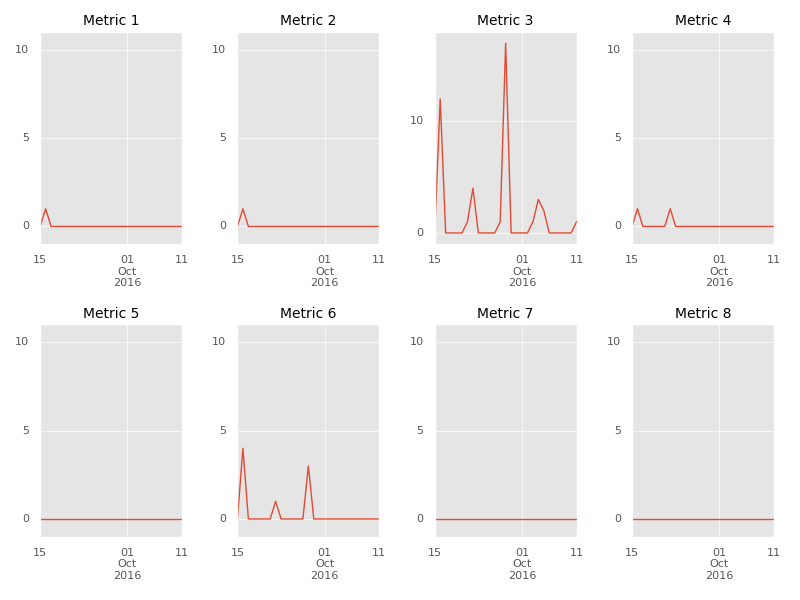 Metric 1 Metric 2 Metric 3 Metric 4
10 10 10
10
5 5 5
0 0 0 0
15 01 11 15 01 11 15 01 11 15 01 11
Oct Oct Oct Oct
2016 2016 2016 2016
Metric 5 Metric 6 Metric 7 Metric 8
10 10 10 10
5 5 5 5
0 0 0 0
15 01 11 15 01 11 15 01 11 15 01 11
Oct Oct Oct Oct
2016 2016 2016 2016